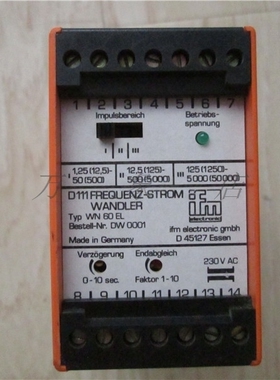 1 2 3 4 5 6 7
Impulsbereich
Betriebs-
spannung
I II III
I 1,25 (12,5)-
50 (500)
II 12,5 (125)-
500 (5000)
III 125 (1250)-
5000 (50000)
D 111 FREQUENZ-STROM
WANDLER
Typ WN 60 EL
Bestell-Nr. DW 0001
Made in Germany
ifm
electronic
ifm electronic gmbh
D 45127 Essen
Verzögerung
0-10 sec.
Endabgleich
Faktor 1-10
230 V AC
8 9 10 11 12 13 14